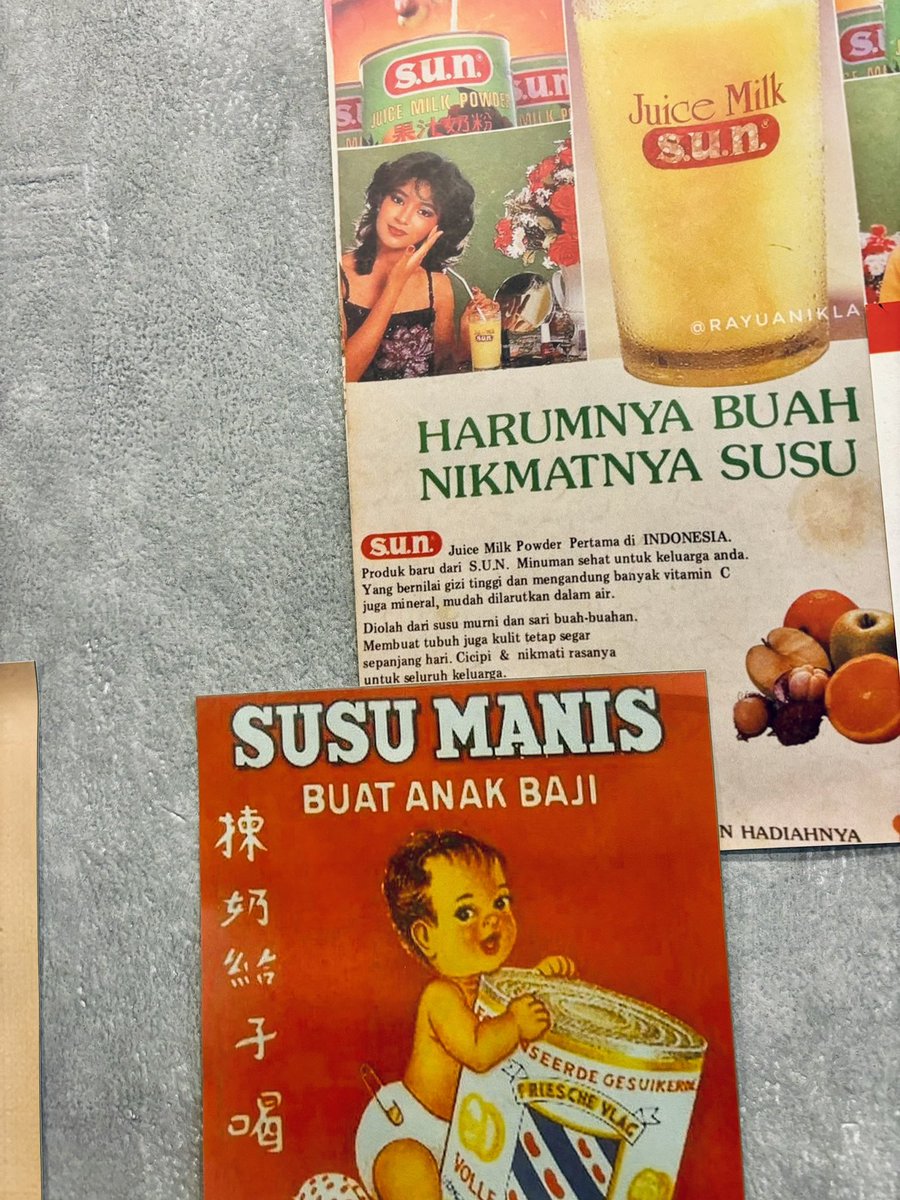 s.u.n.
JUICE MILK POWDER
果汁奶粉
s.u.n.
Juice Milk
s.u.n.
@RAYUANIKLA
HARUMNYA BUAH
NIKMATNYA SUSU
s.u.n. Juice Milk Powder Pertama di INDONESIA.
Produk baru dari S.U.N. Minuman sehat untuk keluarga anda.
Yang bernilai gizi tinggi dan mengandung banyak vitamin C
juga mineral, mudah dilarutkan dalam air.
Diolah dari susu murni dan sari buah-buahan.
Membuat tubuh juga kulit tetap segar
sepanjang hari. Cicipi & nikmati rasanya
untuk seluruh keluarga.
N HADIAHNYA
SUSU MANIS
BUAT ANAK BAJI
揀奶給子喝
SEERDE GESUIKERDE
FRIESCHE VLAG
VOLLE